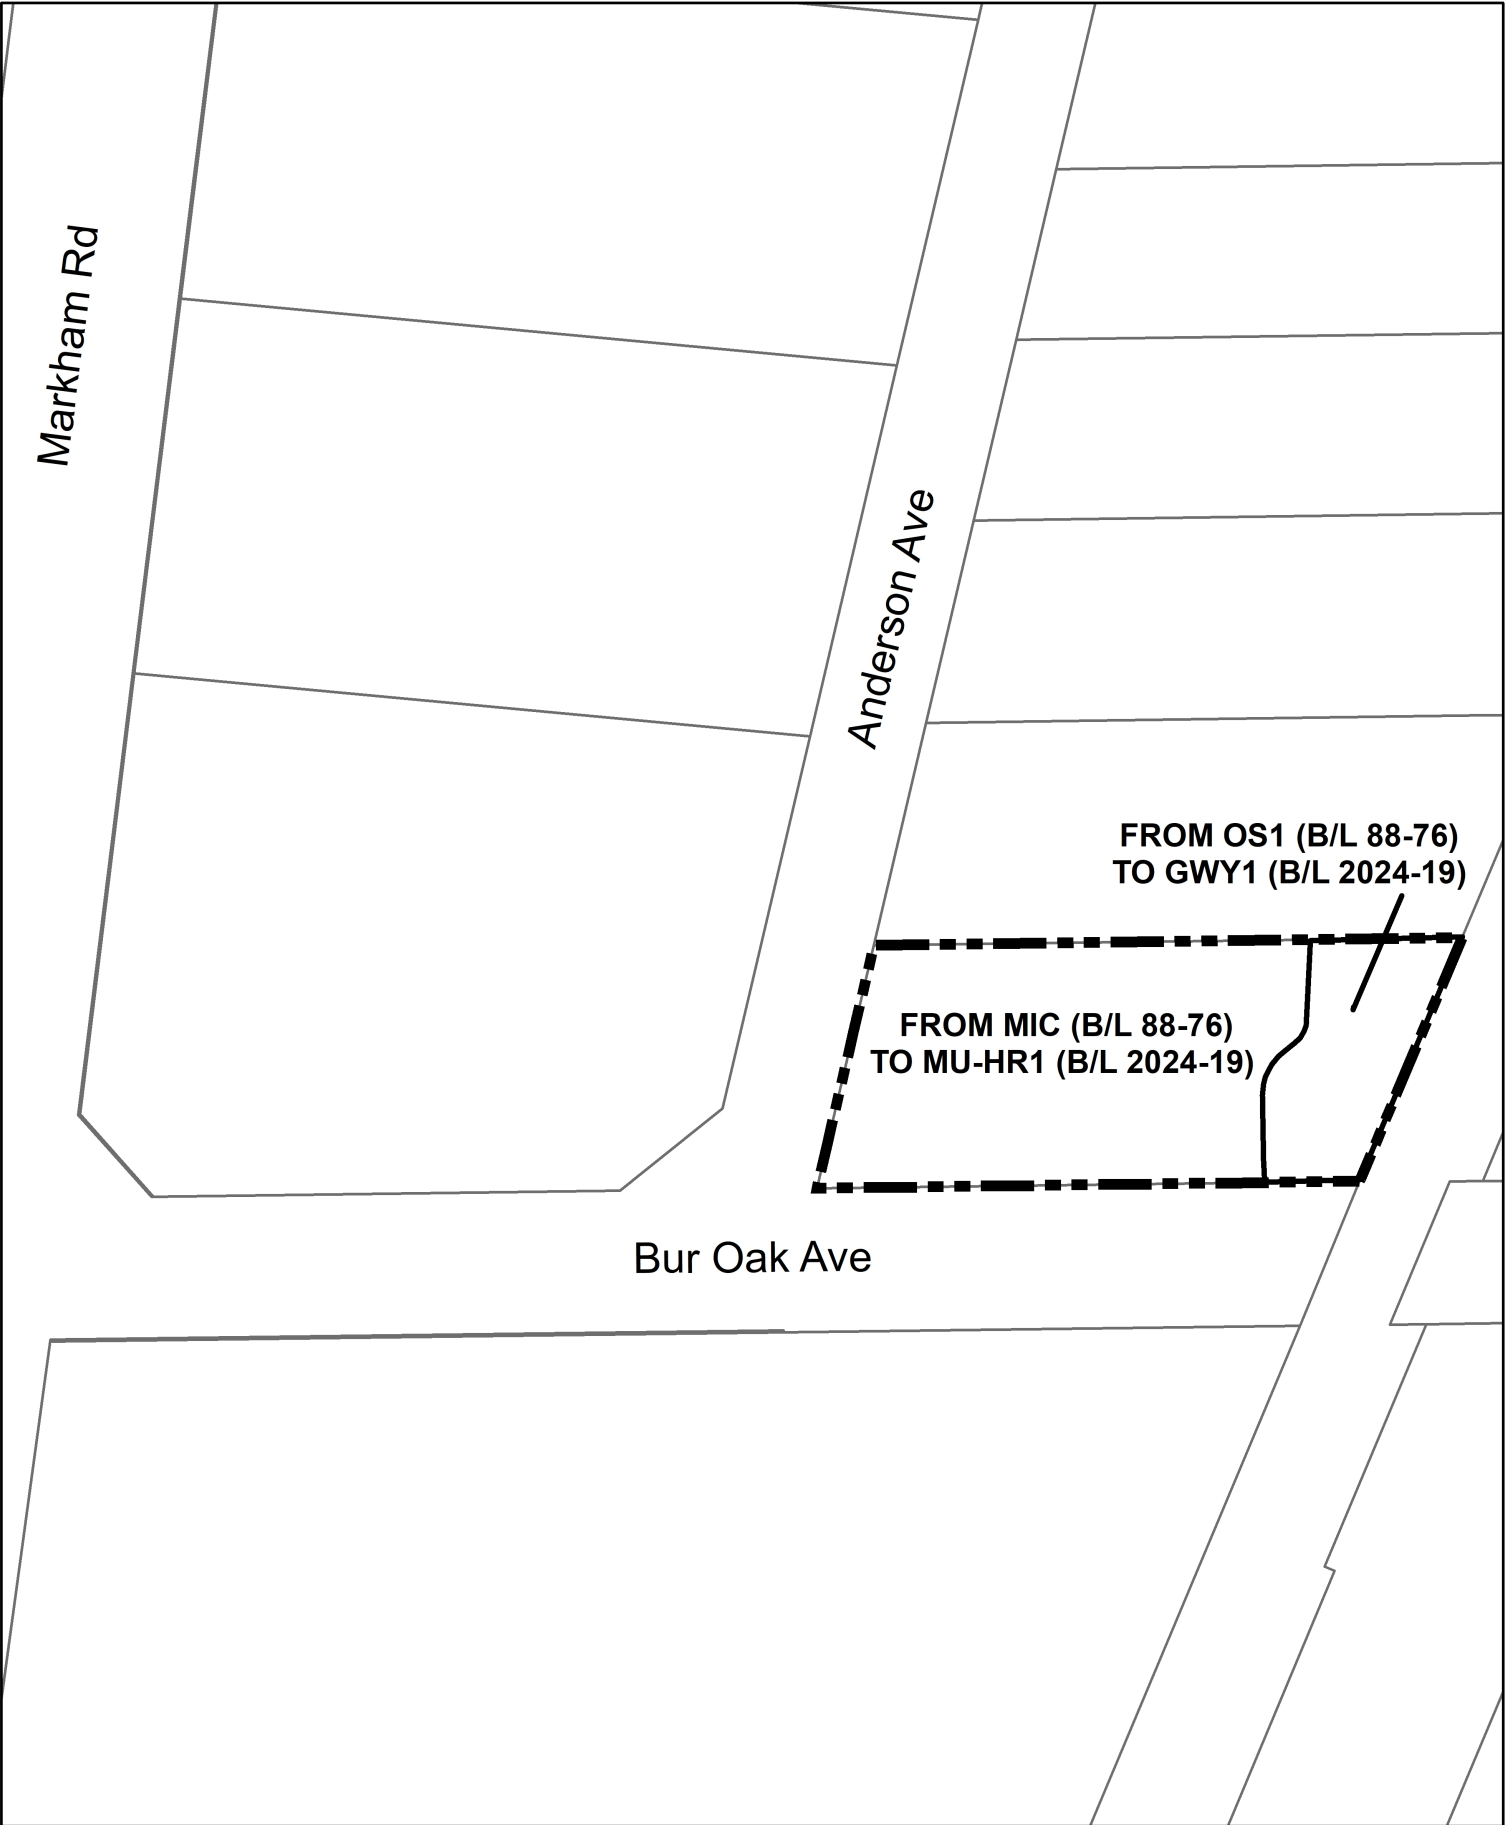 Markham Rd
Anderson Ave
FROM OS1 (B/L 88-76)
TO GWY1 (B/L 2024-19)
FROM MIC (B/L 88-76)
TO MU-HR1 (B/L 2024-19)
Bur Oak Ave